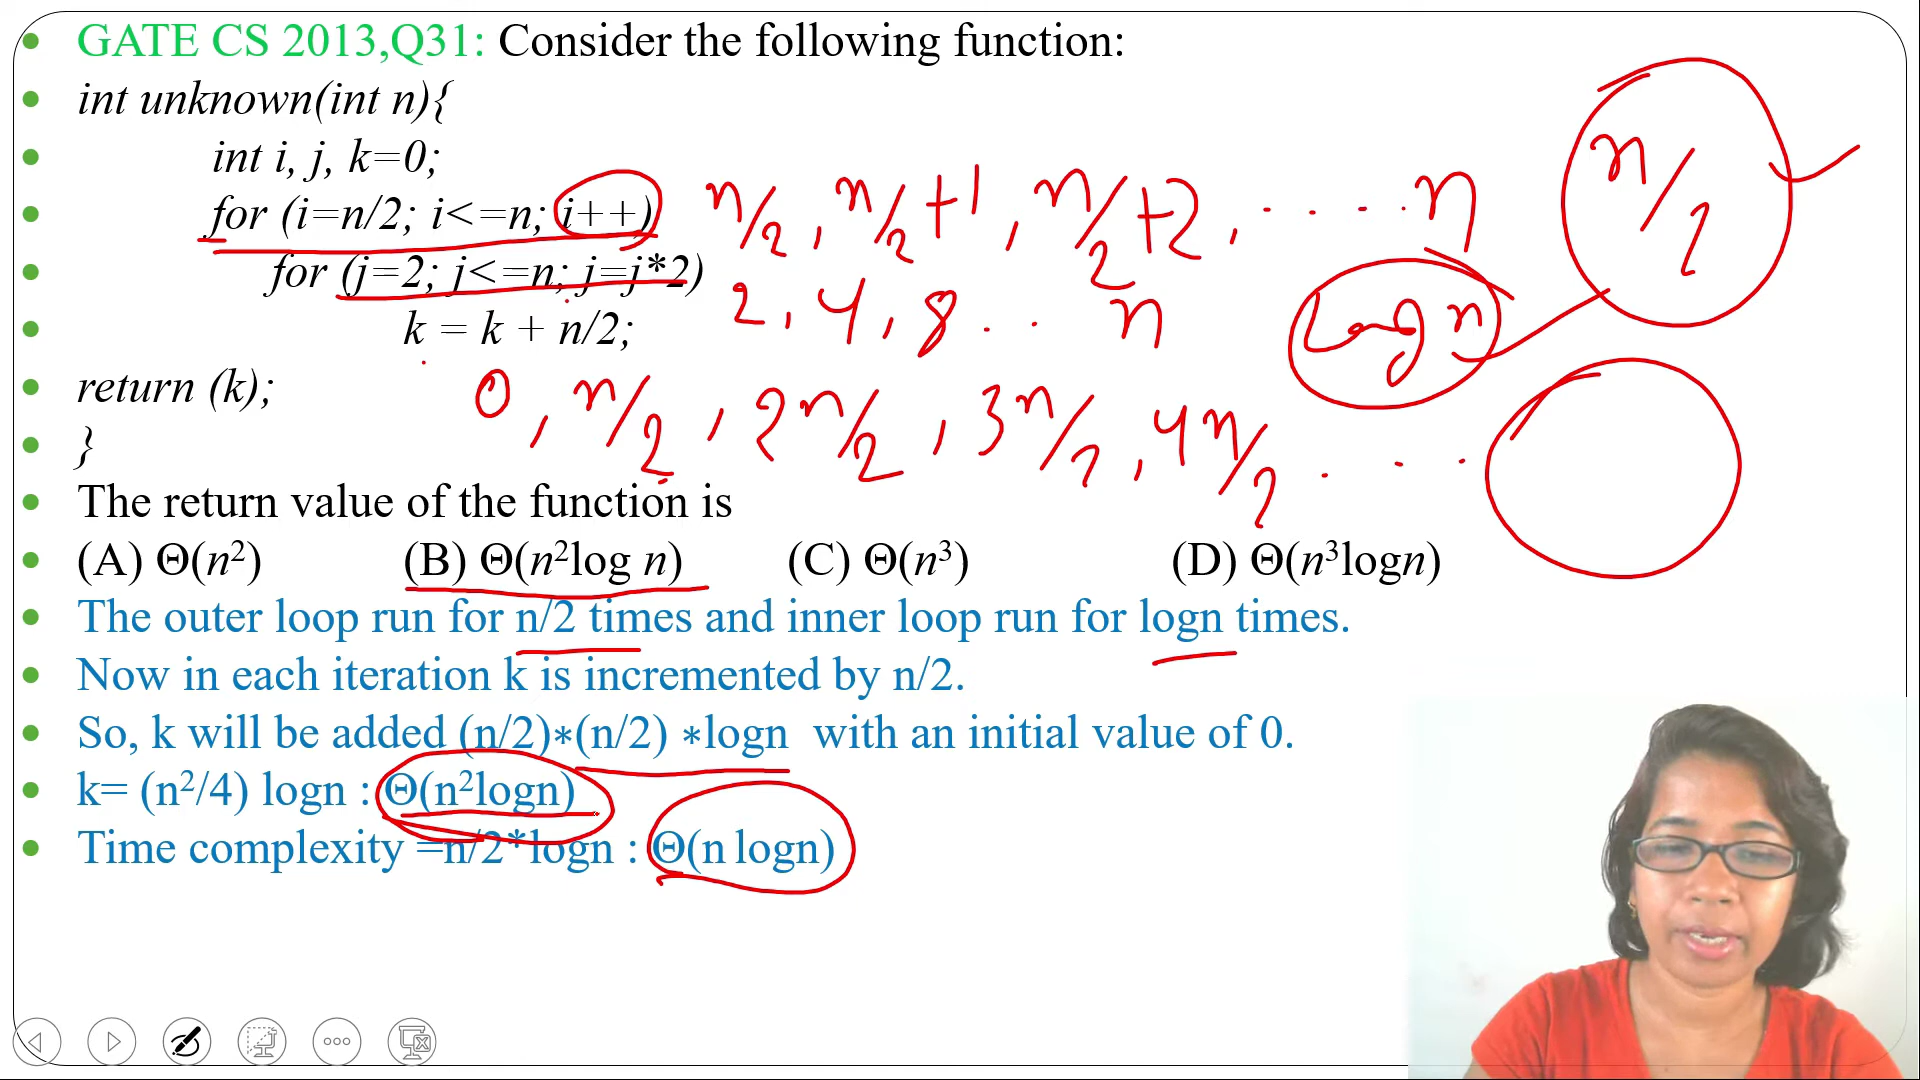 GATE CS 2013,Q31: Consider the following function:
int unknown(int n){
int i, j, k=0;
for (i=n/2; i<=n; i++) n/2, n/2+1, n/2+2, ....n
n/2
for (j=2; j<=n; j=j*2)
2, 4, 8 .. n
log n
k = k + n/2;
return (k);
0, n/2, 2n/2, 3n/2, 4n/2 ...
}
The return value of the function is
(A) Θ(n²) (B) Θ(n²log n) (C) Θ(n³) (D) Θ(n³logn)
The outer loop run for n/2 times and inner loop run for logn times.
Now in each iteration k is incremented by n/2.
So, k will be added (n/2)*(n/2) *logn with an initial value of 0.
k= (n²/4) logn : Θ(n²logn)
Time complexity =n/2*logn : Θ(n logn)